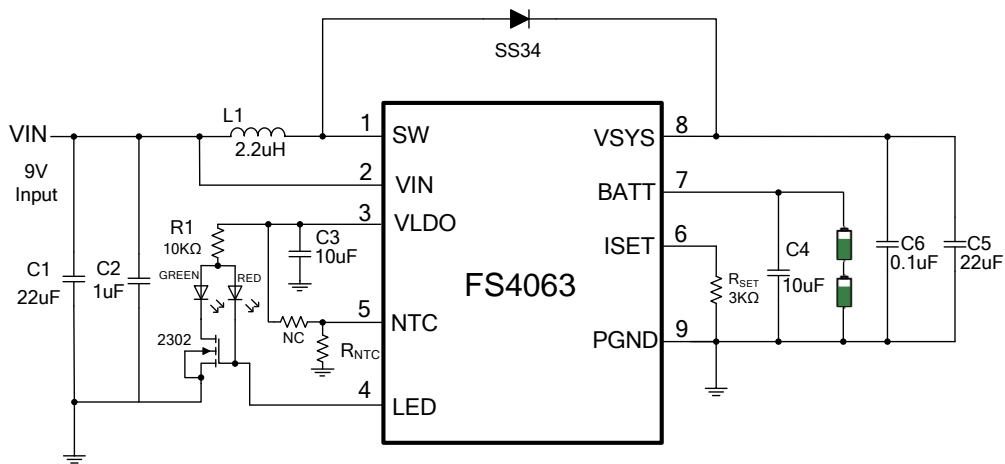 SS34
VIN
9V
Input
L1
2.2uH
1
SW
VSYS
8
2
VIN
BATT
7
3
VLDO
ISET
6
R1
10KΩ
C3
10uF
GREEN
RED
C1
22uF
C2
1uF
FS4063
RSET
3KΩ
C4
10uF
C6
0.1uF
C5
22uF
5
NTC
NC
RNTC
2302
PGND
9
4
LED